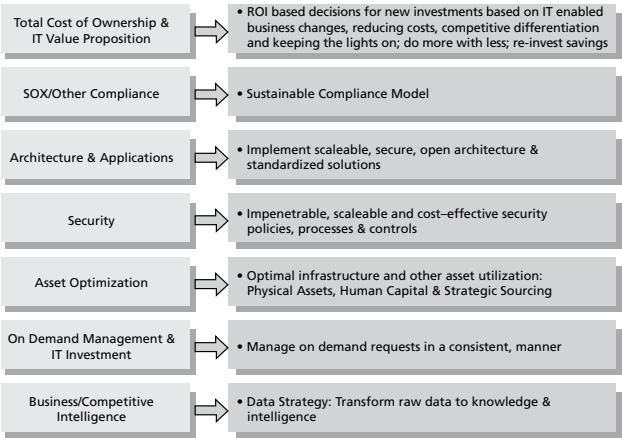 Total Cost of Ownership &
IT Value Proposition
• ROI based decisions for new investments based on IT enabled
business changes, reducing costs, competitive differentiation
and keeping the lights on; do more with less; re-invest savings
SOX/Other Compliance
• Sustainable Compliance Model
Architecture & Applications
• Implement scaleable, secure, open architecture &
standardized solutions
Security
• Impenetrable, scaleable and cost–effective security
policies, processes & controls
Asset Optimization
• Optimal infrastructure and other asset utilization:
Physical Assets, Human Capital & Strategic Sourcing
On Demand Management &
IT Investment
• Manage on demand requests in a consistent, manner
Business/Competitive
Intelligence
• Data Strategy: Transform raw data to knowledge &
intelligence